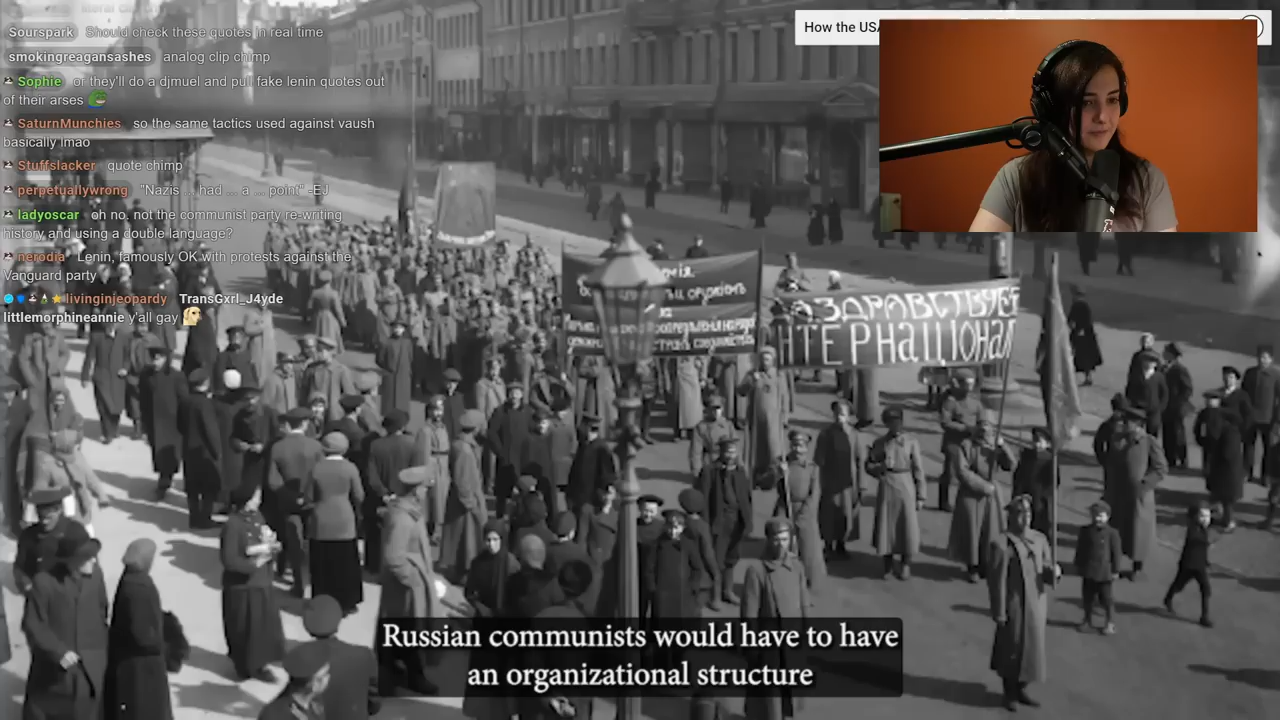 Sourspark Should check these quotes in real time
smokingreagansashes analog clip chimp
Sophie or they'll do a djmuel and pull fake lenin quotes out
of their arses
SaturnMunchies so the same tactics used against vaush
basically lmao
Stuffslacker quote chimp
perpetuallywrong "Nazis ... had ... a ... point" -EJ
ladyoscar oh no, not the communist party re-writing
history and using a double language?
nerodia Lenin, famously OK with protests against the
Vanguard party
livinginjeopardy TransGxrl_J4yde
littlemorphineannie y'all gay
How the USA
АЗДРАВСТВУЕТ
НТЕРНАЦІОНАЛ
Russian communists would have to have
an organizational structure